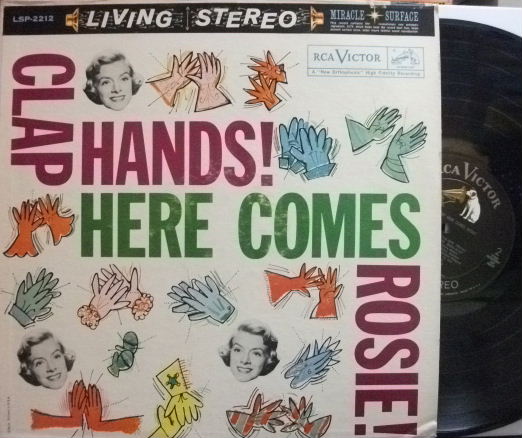 LSP-2212
LIVING STEREO
MIRACLE SURFACE
RCA VICTOR
A "New Orthophonic" High Fidelity Recording
CLAP
HANDS!
HERE COMES
ROSIE!
RCA VICTOR
STEREO